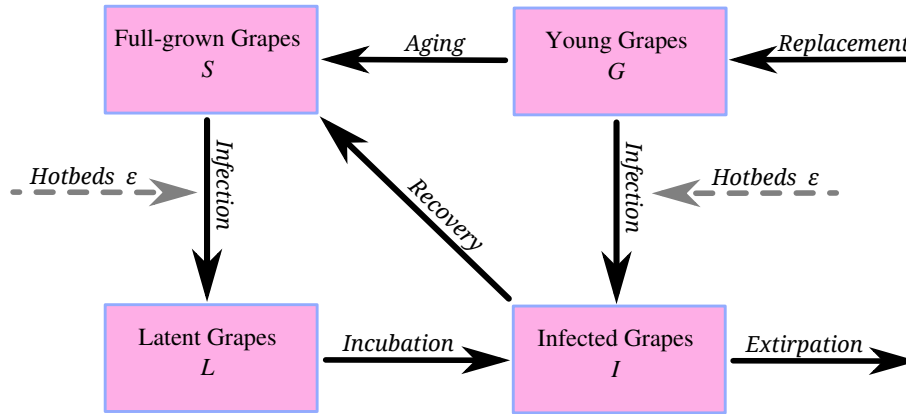 Full-grown Grapes
S
Aging
Young Grapes
G
Replacement
Hotbeds ε
Infection
Recovery
Infection
Hotbeds ε
Latent Grapes
L
Incubation
Infected Grapes
I
Extirpation